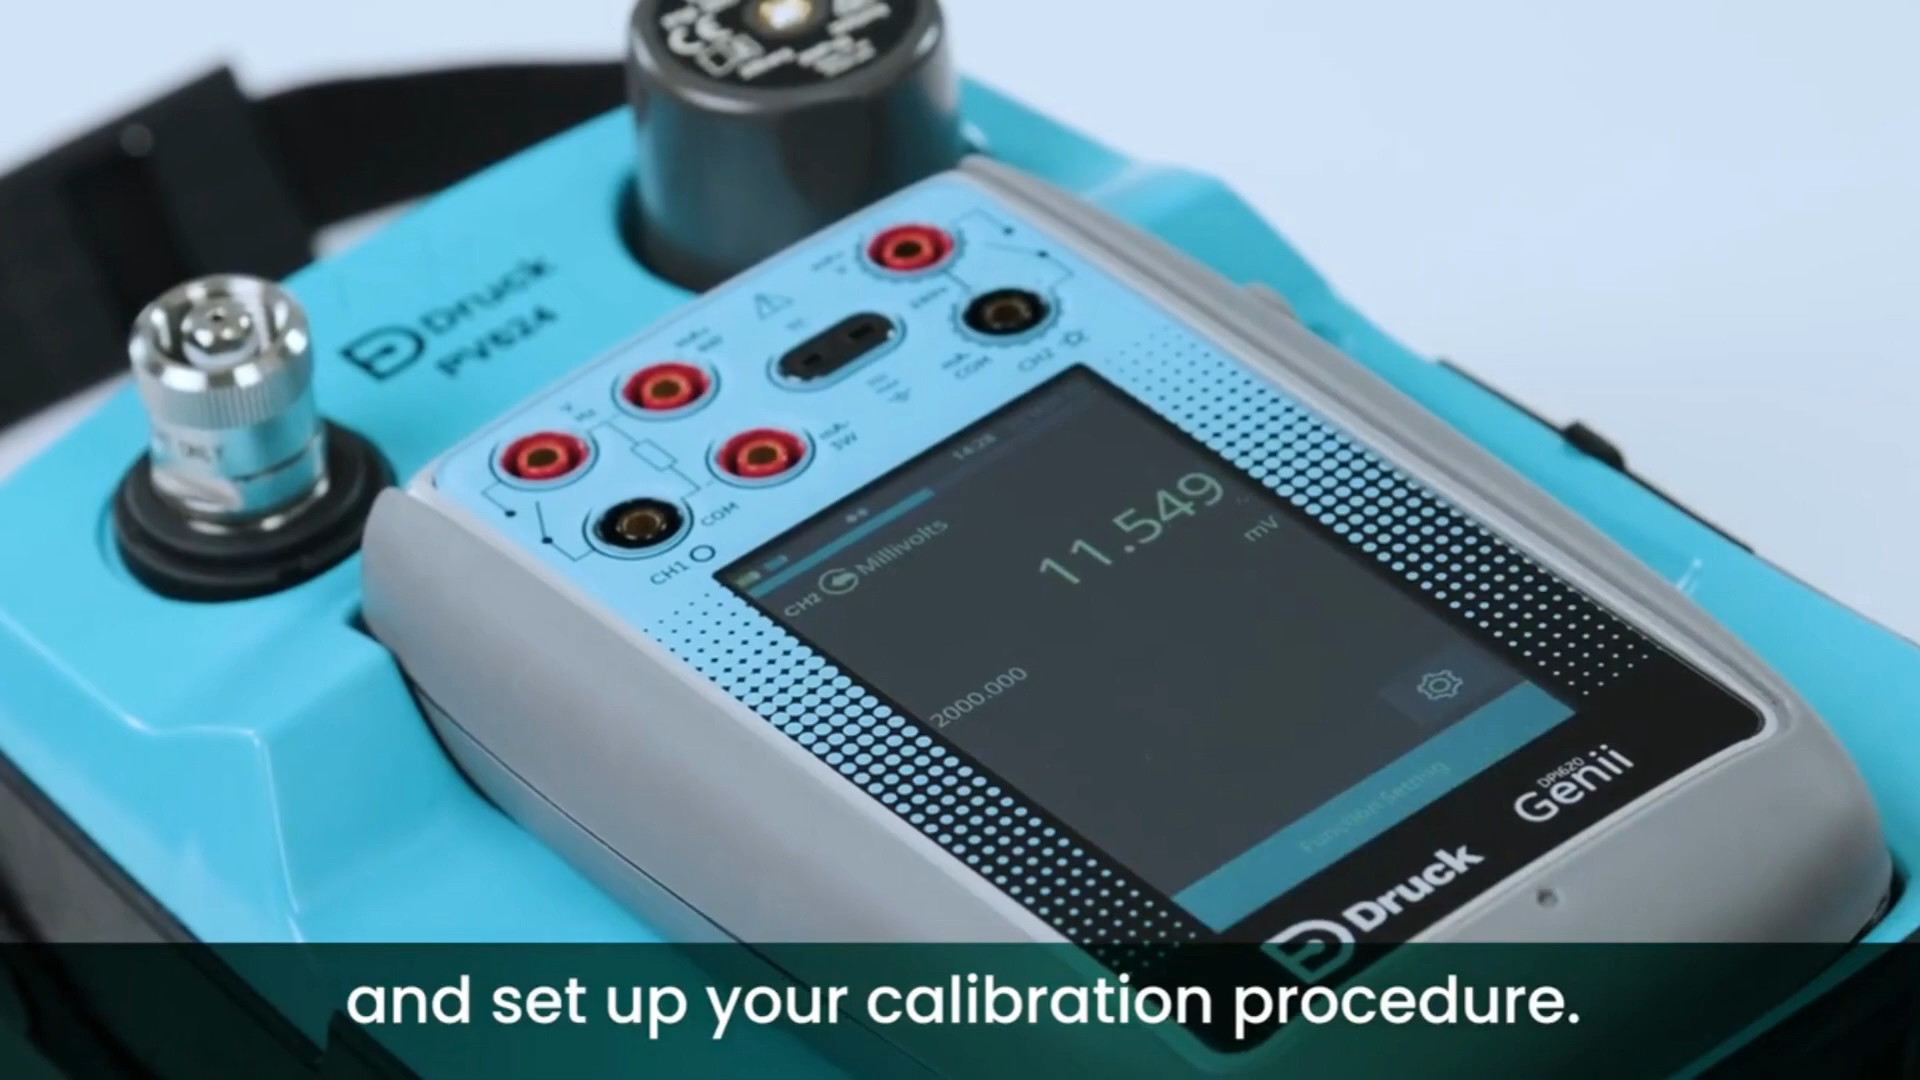 Druck
PV624
COM
CH2
COM
CH1
14:28
CH2 Millivolts
11.549
mV
2000.000
Function Setting
DPI620
Genii
Druck
and set up your calibration procedure.